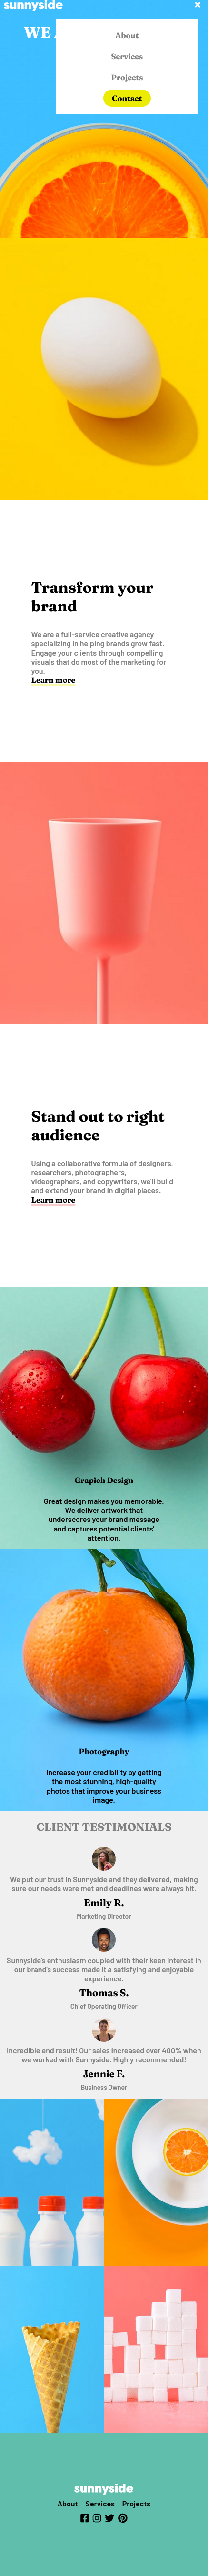 sunnyside
×
WE A
About
Services
Projects
Contact
Transform your
brand
We are a full-service creative agency
specializing in helping brands grow fast.
Engage your clients through compelling
visuals that do most of the marketing for
you.
Learn more
Stand out to right
audience
Using a collaborative formula of designers,
researchers, photographers,
videographers, and copywriters, we'll build
and extend your brand in digital places.
Learn more
Grapich Design
Great design makes you memorable.
We deliver artwork that
underscores your brand message
and captures potential clients'
attention.
Photography
Increase your credibility by getting
the most stunning, high-quality
photos that improve your business
image.
CLIENT TESTIMONIALS
We put our trust in Sunnyside and they delivered, making
sure our needs were met and deadlines were always hit.
Emily R.
Marketing Director
Sunnyside's enthusiasm coupled with their keen interest in
our brand's success made it a satisfying and enjoyable
experience.
Thomas S.
Chief Operating Officer
Incredible end result! Our sales increased over 400% when
we worked with Sunnyside. Highly recommended!
Jennie F.
Business Owner
sunnyside
About Services Projects